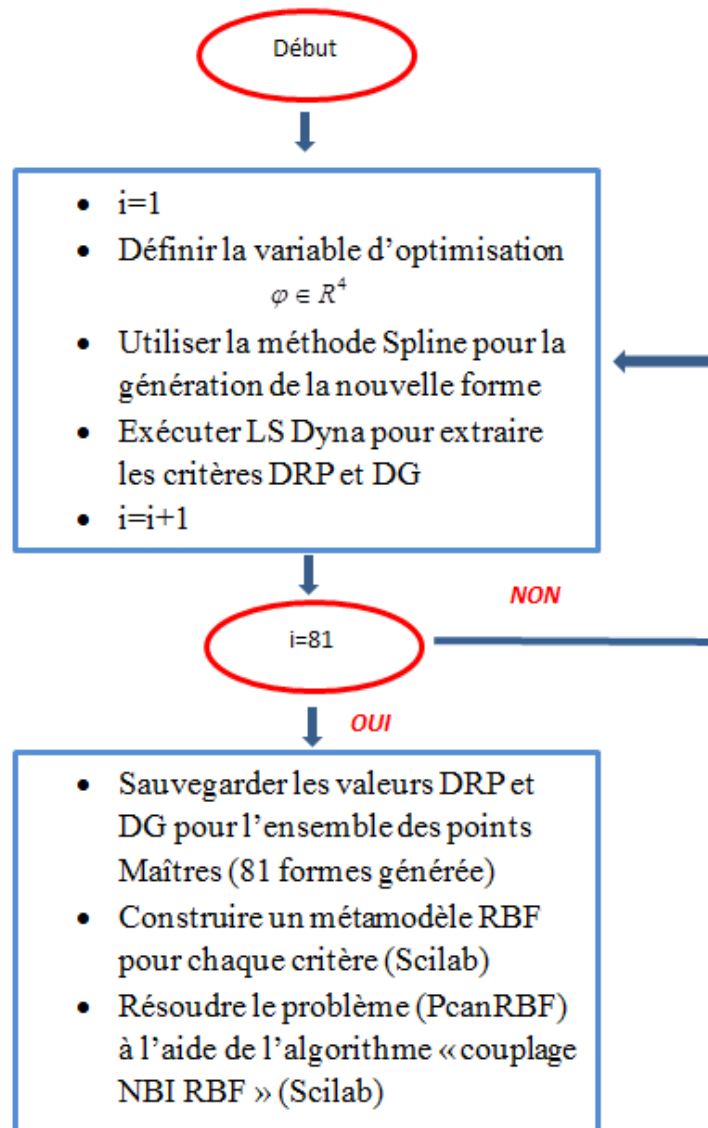 Début
• i=1
• Définir la variable d'optimisation
φ ∈ R⁴
• Utiliser la méthode Spline pour la
génération de la nouvelle forme
• Exécuter LS Dyna pour extraire
les critères DRP et DG
• i=i+1
NON
i=81
OUI
• Sauvegarder les valeurs DRP et
DG pour l'ensemble des points
Maîtres (81 formes générée)
• Construire un métamodèle RBF
pour chaque critère (Scilab)
• Résoudre le problème (PcanRBF)
à l'aide de l'algorithme « couplage
NBI RBF » (Scilab)